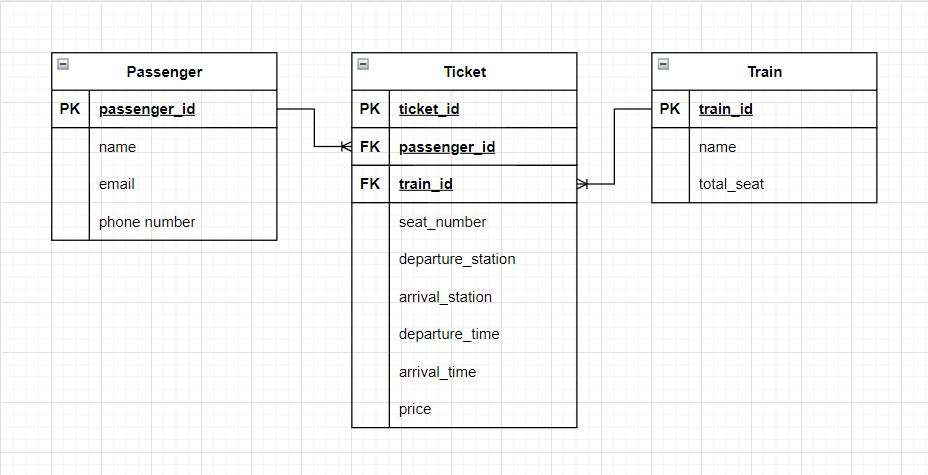 Passenger
PK passenger_id
name
email
phone number
Ticket
PK ticket_id
FK passenger_id
FK train_id
seat_number
departure_station
arrival_station
departure_time
arrival_time
price
Train
PK train_id
name
total_seat